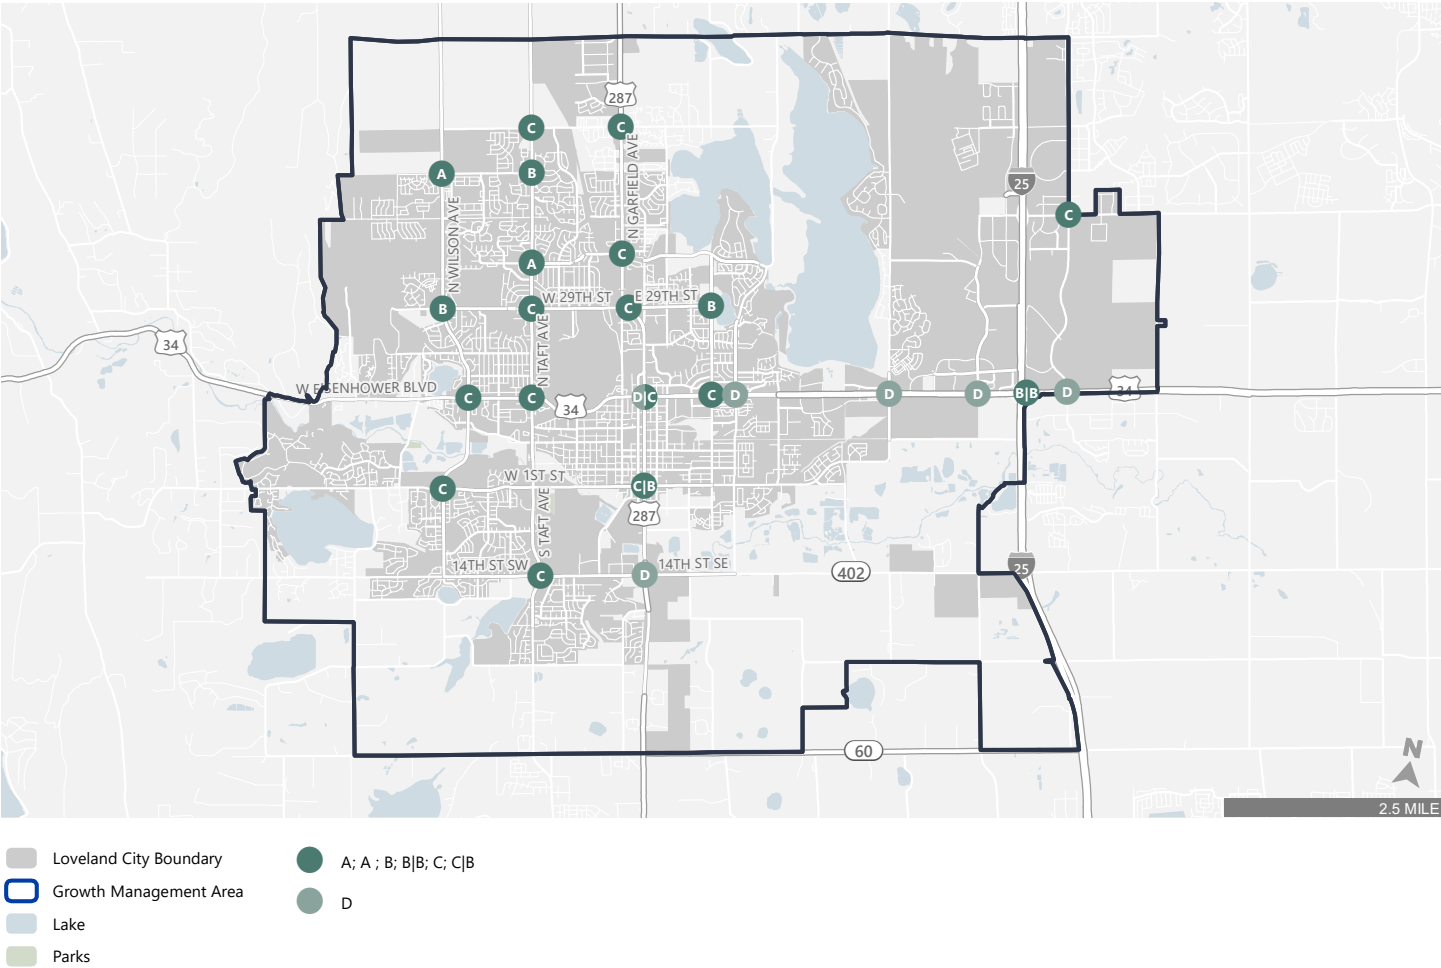 287
C
C
N GARFIELD AVE
A
B
25
N WILSON AVE
C
C
A
W 29TH ST
E 29TH ST
B
C
C
B
N TAFT AVE
34
W EISENHOWER BLVD
C
C
34
D|C
C
D
D
D
B|B
D
34
W 1ST ST
C
C|B
S TAFT AVE
287
14TH ST SW
C
D
14TH ST SE
402
25
60
N
2.5 MILE
Loveland City Boundary
Growth Management Area
Lake
Parks
A; A ; B; B|B; C; C|B
D